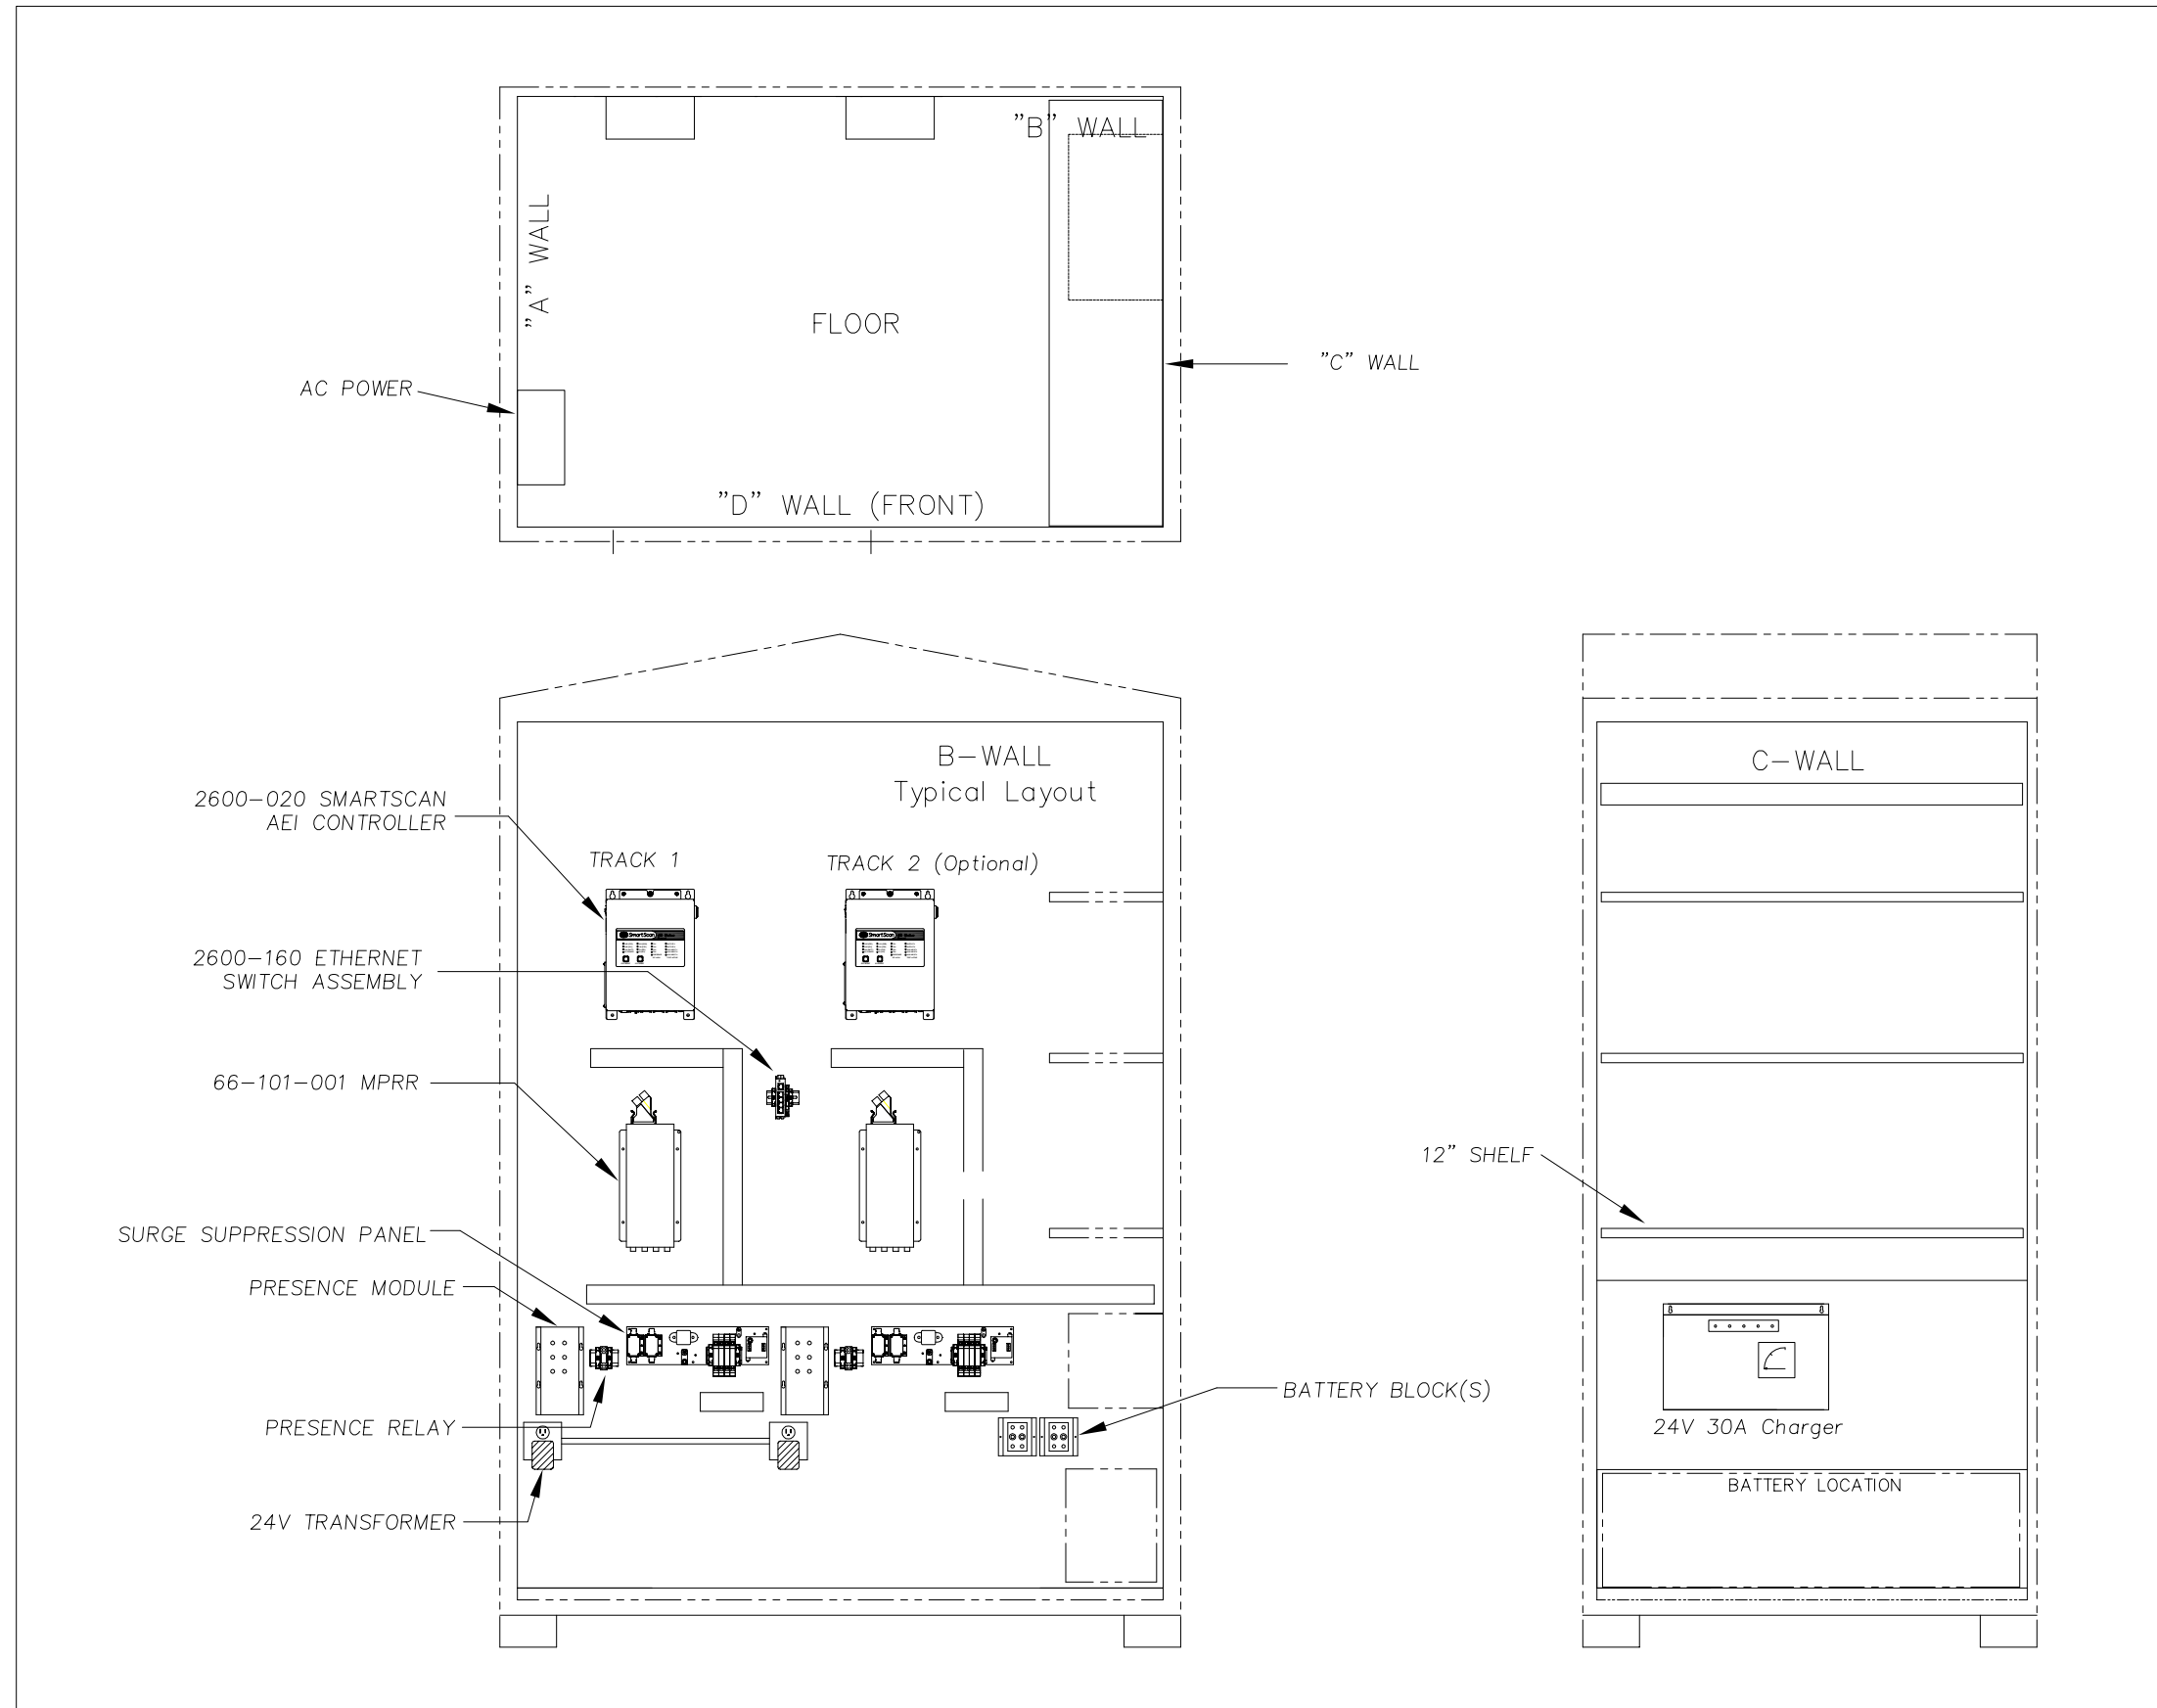 "B" WALL
"A" WALL
FLOOR
"C" WALL
AC POWER
"D" WALL (FRONT)
B-WALL
Typical Layout
C-WALL
2600-020 SMARTSCAN
AEI CONTROLLER
TRACK 1
TRACK 2 (Optional)
SmartScan
SmartScan
2600-160 ETHERNET
SWITCH ASSEMBLY
66-101-001 MPRR
12" SHELF
SURGE SUPPRESSION PANEL
PRESENCE MODULE
BATTERY BLOCK(S)
PRESENCE RELAY
24V 30A Charger
BATTERY LOCATION
24V TRANSFORMER